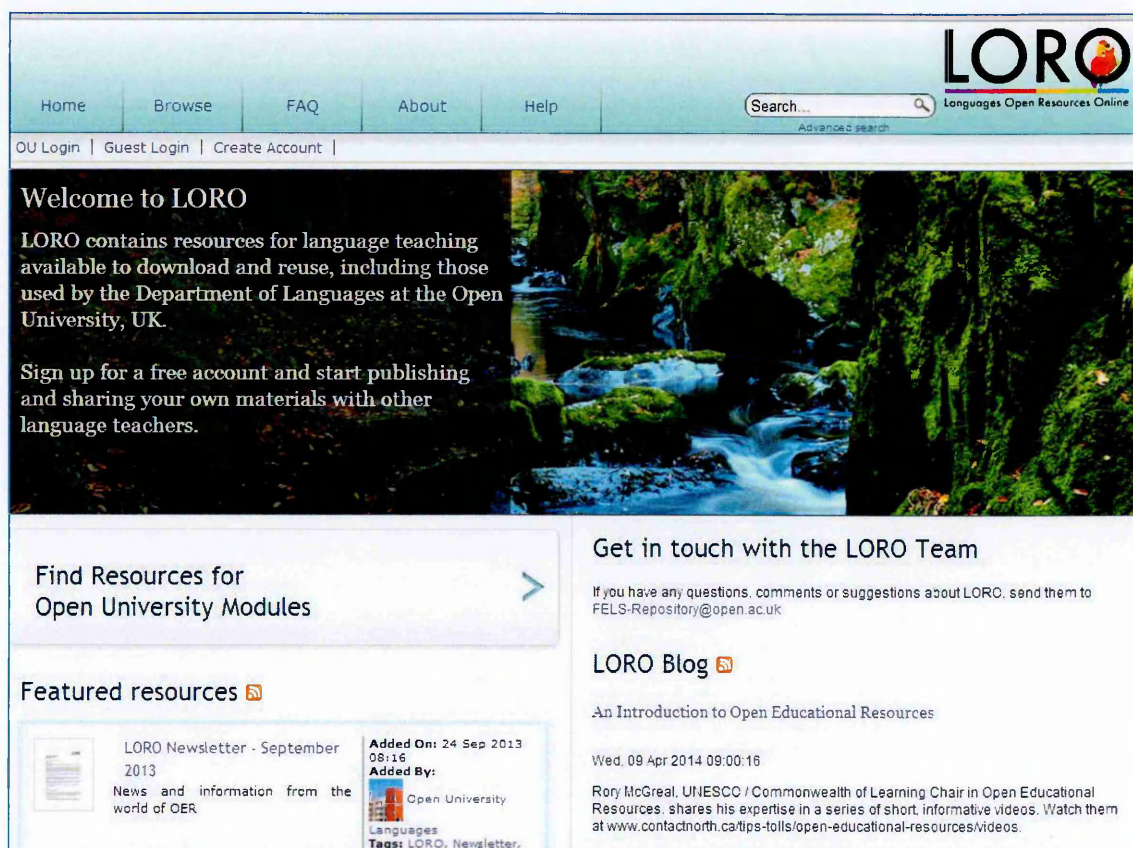 LORO
Languages Open Resources Online
Home Browse FAQ About Help
Search...
Advanced search
OU Login | Guest Login | Create Account |
Welcome to LORO
LORO contains resources for language teaching
available to download and reuse, including those
used by the Department of Languages at the Open
University, UK.
Sign up for a free account and start publishing
and sharing your own materials with other
language teachers.
Find Resources for
Open University Modules
>
Featured resources
LORO Newsletter - September
2013
News and information from the
world of OER
Added On: 24 Sep 2013
08:16
Added By:
Open University
Languages
Tags: LORO, Newsletter,
Get in touch with the LORO Team
If you have any questions, comments or suggestions about LORO, send them to
FELS-Repository@open.ac.uk
LORO Blog
An Introduction to Open Educational Resources
Wed, 09 Apr 2014 09:00:16
Rory McGreal, UNESCO / Commonwealth of Learning Chair in Open Educational
Resources, shares his expertise in a series of short, informative videos. Watch them
at www.contactnorth.ca/tips-tolls/open-educational-resources/videos.